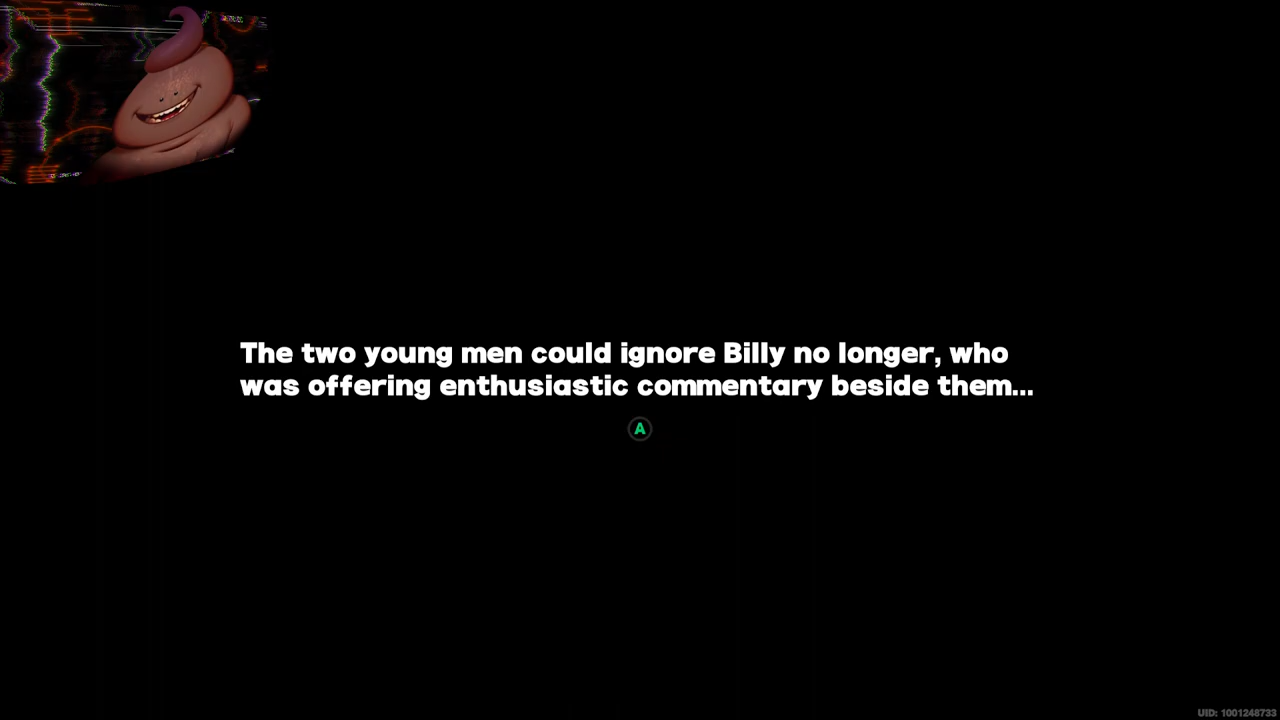 The two young men could ignore Billy no longer, who
was offering enthusiastic commentary beside them...
A
UID: 1001248733